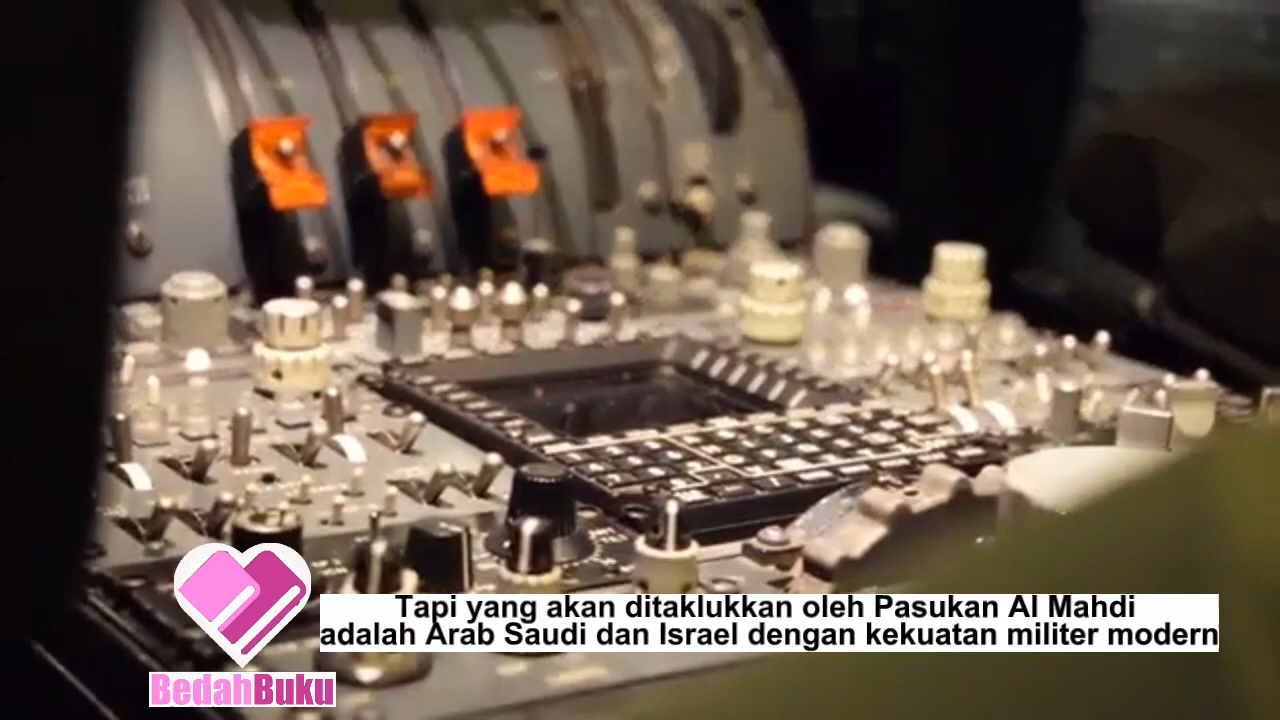 Tapi yang akan ditaklukkan oleh Pasukan Al Mahdi
adalah Arab Saudi dan Israel dengan kekuatan militer modern
BedahBuku